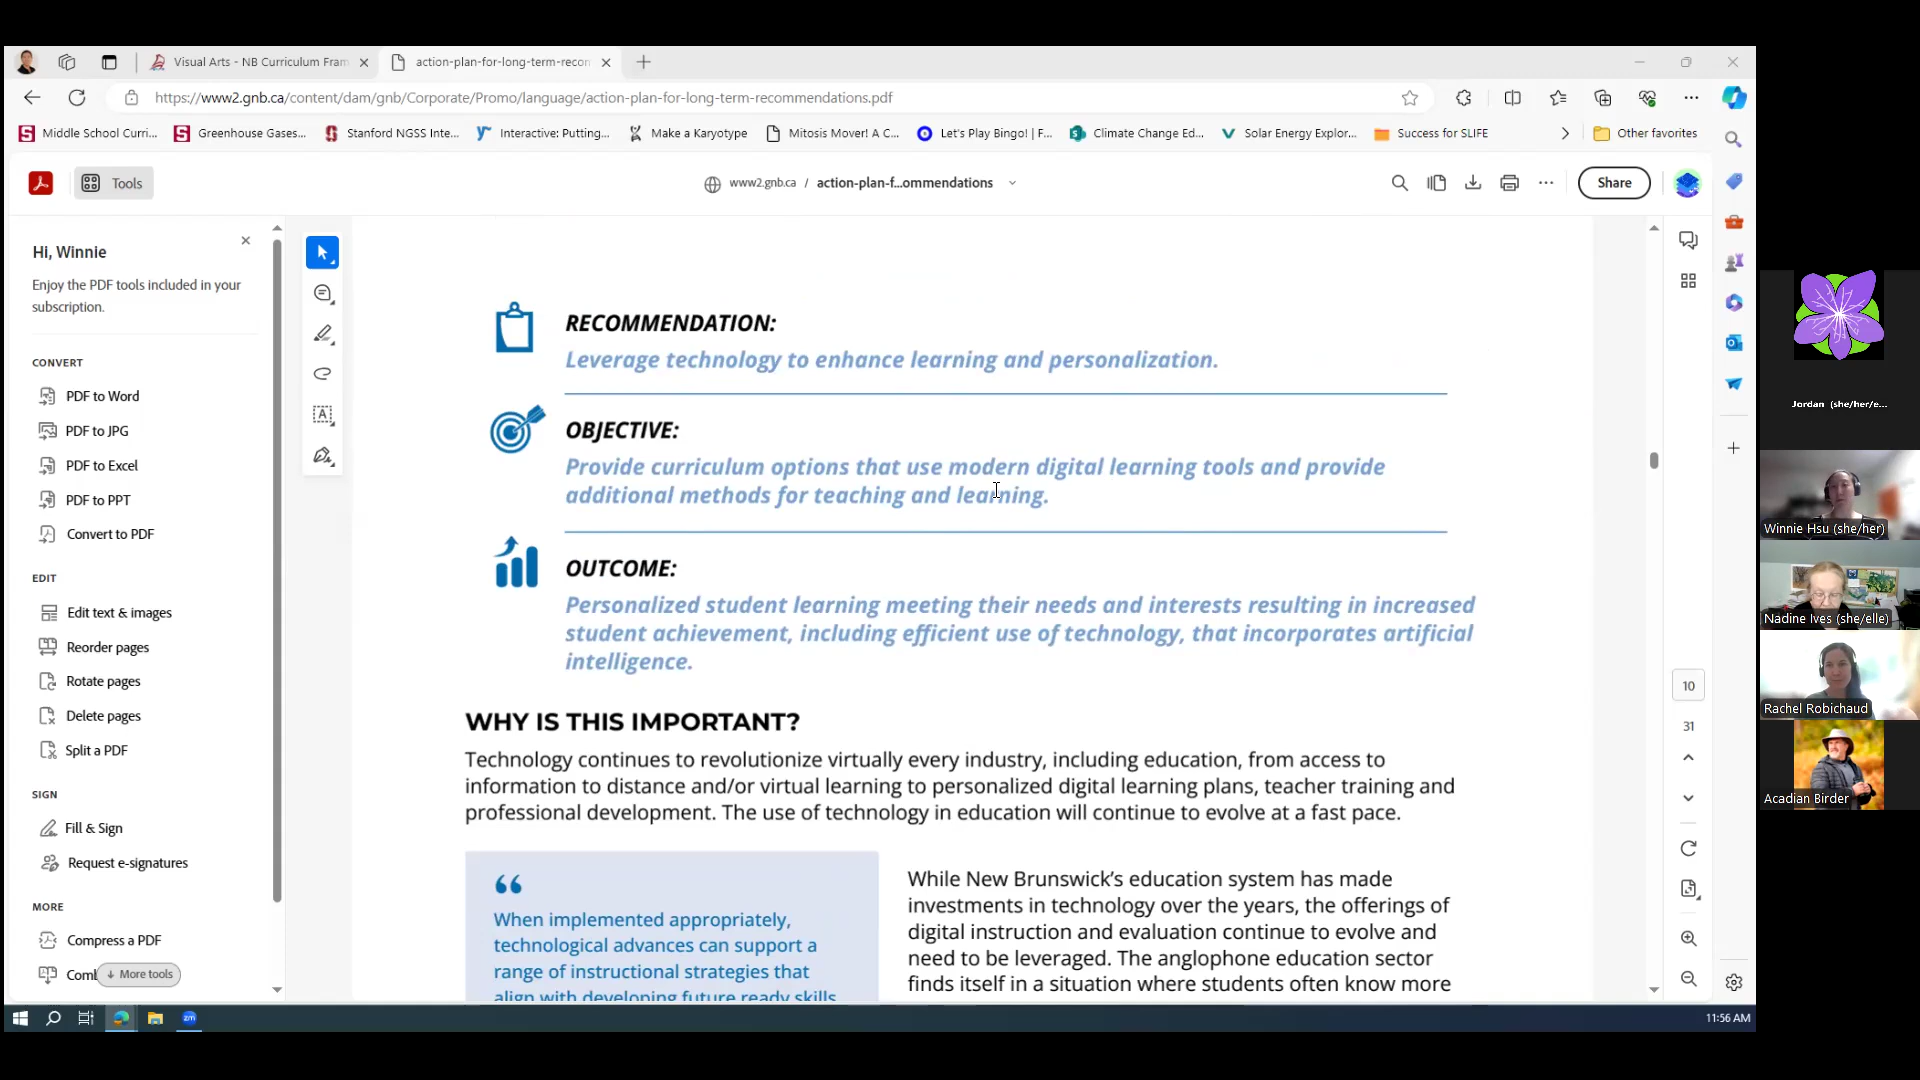 Visual Arts - NB Curriculum Fram
action-plan-for-long-term-recon
https://www2.gnb.ca/content/dam/gnb/Corporate/Promo/language/action-plan-for-long-term-recommendations.pdf
Middle School Curri...
Greenhouse Gases...
Stanford NGSS Inte...
Interactive: Putting...
Make a Karyotype
Mitosis Mover! A C...
Let's Play Bingo! | F...
Climate Change Ed...
Solar Energy Explor...
Success for SLIFE
Other favorites
Tools
www2.gnb.ca / action-plan-f...ommendations
Share
Hi, Winnie
Enjoy the PDF tools included in your
subscription.
CONVERT
PDF to Word
PDF to JPG
PDF to Excel
PDF to PPT
Convert to PDF
EDIT
Edit text & images
Reorder pages
Rotate pages
Delete pages
Split a PDF
SIGN
Fill & Sign
Request e-signatures
MORE
Compress a PDF
Coml
More tools
RECOMMENDATION:
Leverage technology to enhance learning and personalization.
OBJECTIVE:
Provide curriculum options that use modern digital learning tools and provide
additional methods for teaching and learning.
OUTCOME:
Personalized student learning meeting their needs and interests resulting in increased
student achievement, including efficient use of technology, that incorporates artificial
intelligence.
WHY IS THIS IMPORTANT?
Technology continues to revolutionize virtually every industry, including education, from access to
information to distance and/or virtual learning to personalized digital learning plans, teacher training and
professional development. The use of technology in education will continue to evolve at a fast pace.
“
When implemented appropriately,
technological advances can support a
range of instructional strategies that
align with developing future ready skills
While New Brunswick’s education system has made
investments in technology over the years, the offerings of
digital instruction and evaluation continue to evolve and
need to be leveraged. The anglophone education sector
finds itself in a situation where students often know more
10
31
zm
11:56 AM
Jordan (she/her/e...
Winnie Hsu (she/her)
Nadine Ives (she/elle)
Rachel Robichaud
Acadian Birder